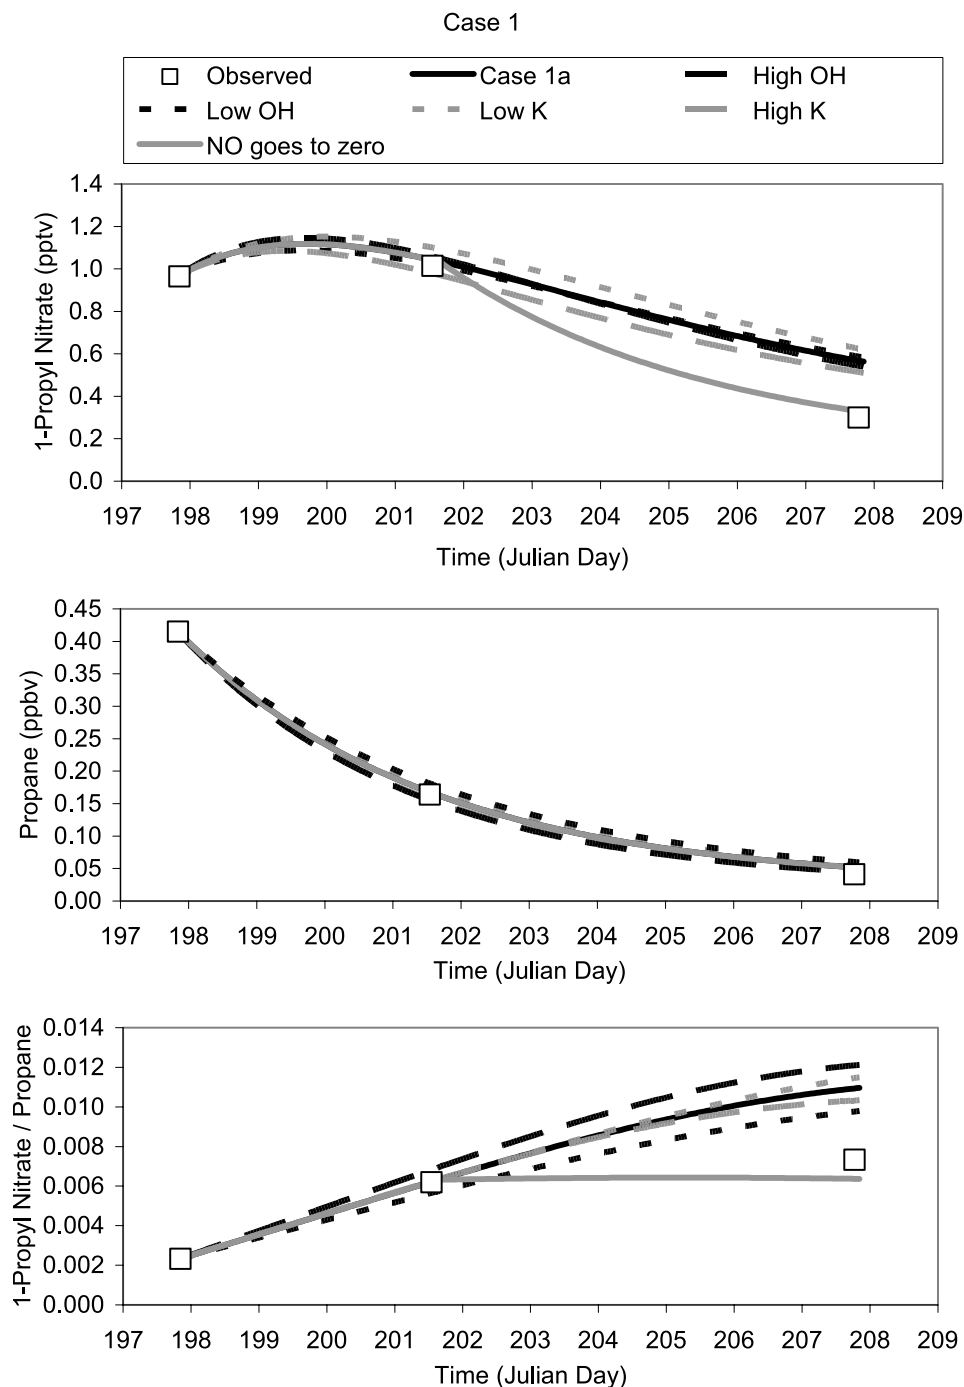 Case 1
Observed Case 1a High OH
Low OH Low K High K
NO goes to zero
1-Propyl Nitrate (pptv)
1.4
1.2
1.0
0.8
0.6
0.4
0.2
0.0
197 198 199 200 201 202 203 204 205 206 207 208 209
Time (Julian Day)
Propane (ppbv)
0.45
0.40
0.35
0.30
0.25
0.20
0.15
0.10
0.05
0.00
197 198 199 200 201 202 203 204 205 206 207 208 209
Time (Julian Day)
1-Propyl Nitrate / Propane
0.014
0.012
0.010
0.008
0.006
0.004
0.002
0.000
197 198 199 200 201 202 203 204 205 206 207 208 209
Time (Julian Day)